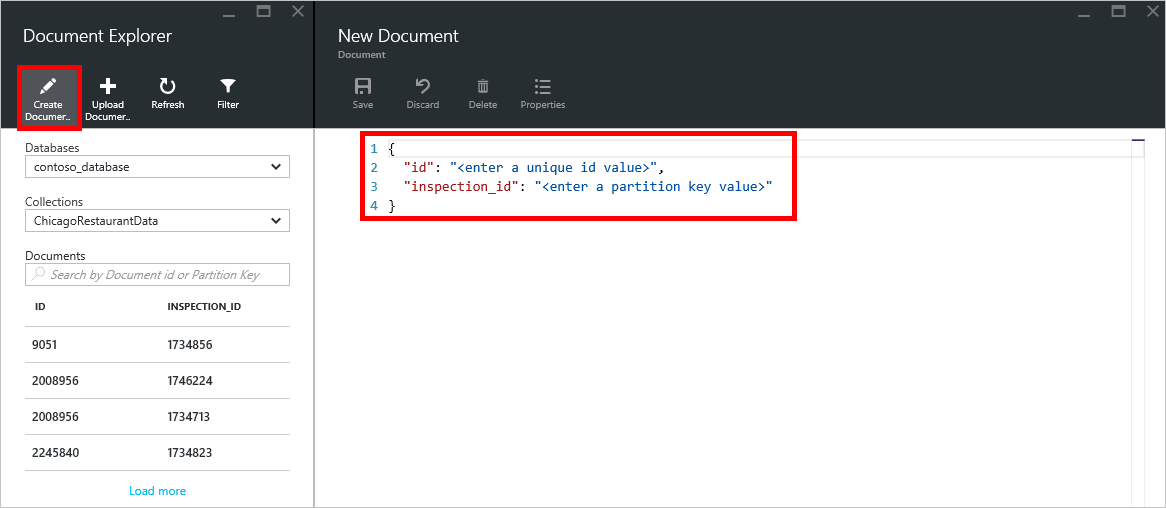 Document Explorer
Create
Documer..
Upload
Documer..
Refresh
Filter
Databases
contoso_database
Collections
ChicagoRestaurantData
Documents
Search by Document id or Partition Key
ID INSPECTION_ID
9051 1734856
2008956 1746224
2008956 1734713
2245840 1734823
Load more
New Document
Document
Save
Discard
Delete
Properties
1 {
2 "id": "<enter a unique id value>",
3 "inspection_id": "<enter a partition key value>"
4 }